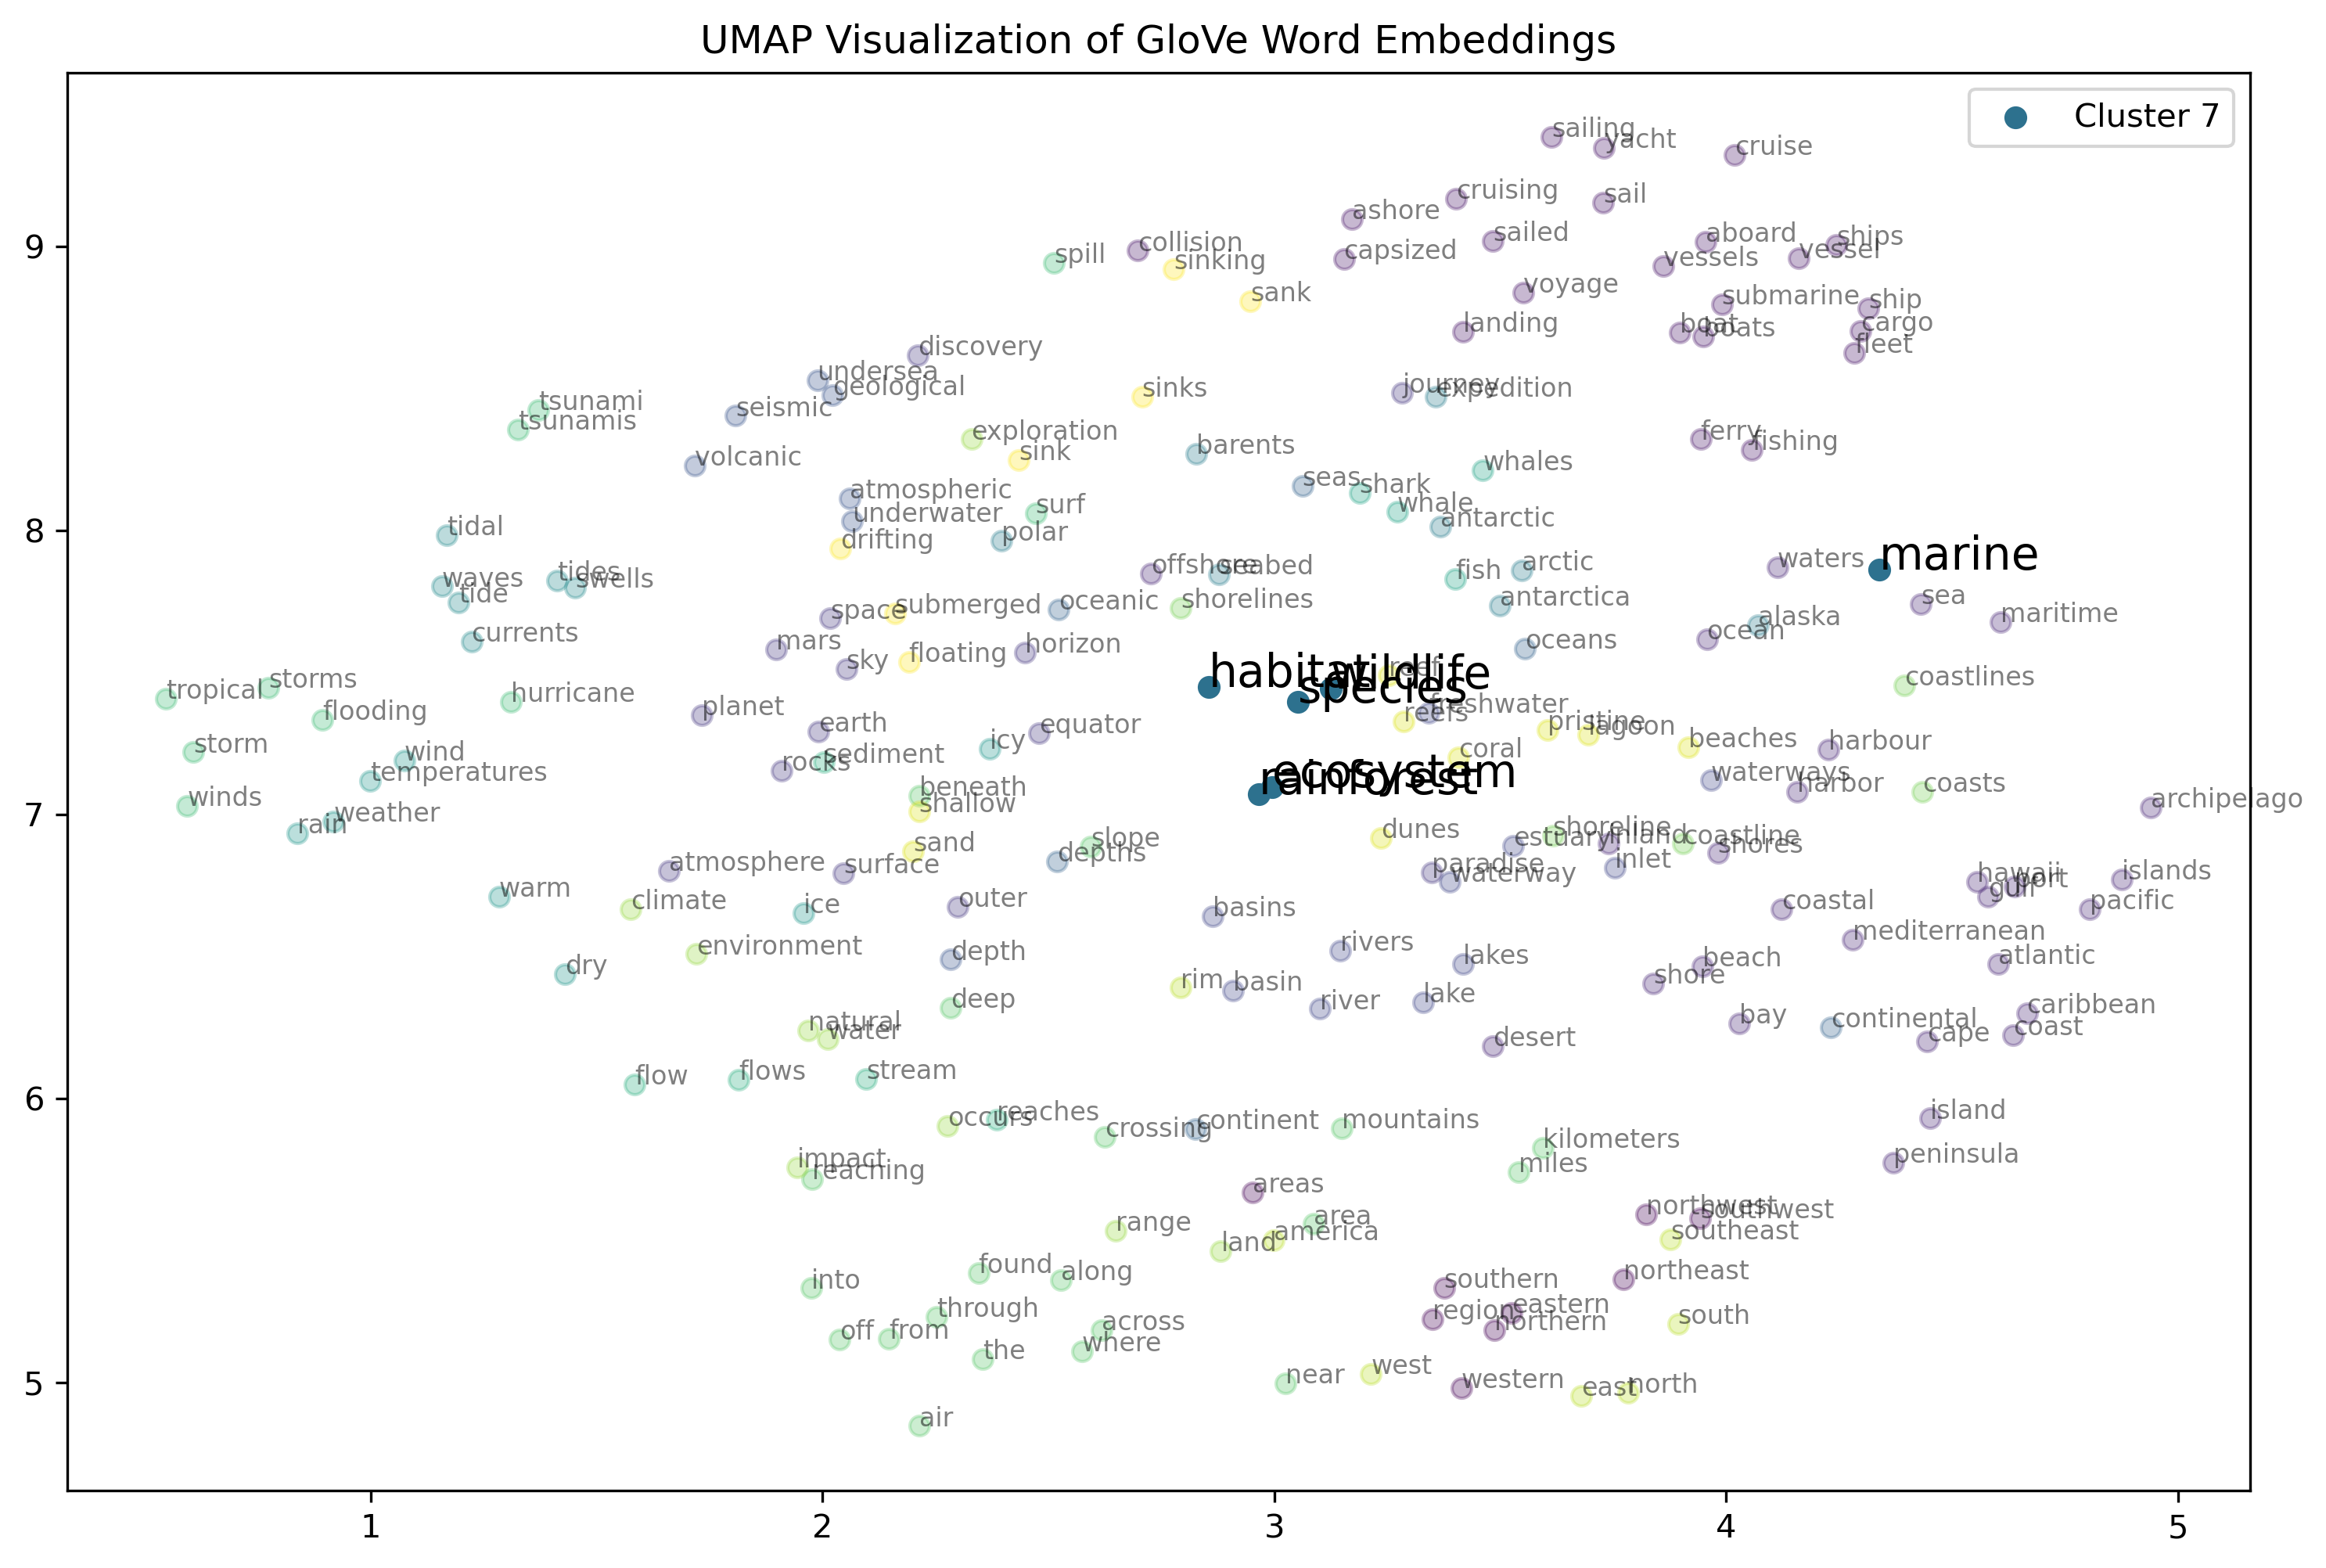 UMAP Visualization of GloVe Word Embeddings
Cluster 7
sailing
yacht
cruise
cruising
sail
ashore
sailed
aboard
ships
collision
spill
capsized
vessels
vessel
sinking
voyage
submarine
sank
ship
landing
boat
boats
cargo
fleet
discovery
undersea
geological
sinks
journey
expedition
tsunami
tsunamis
seismic
exploration
sink
barents
ferry
fishing
volcanic
whales
seas
shark
whale
atmospheric
underwater
surf
antarctic
tidal
drifting
polar
waters
marine
offshore
seabed
fish
arctic
waves
tide
tides
swells
space
submerged
oceanic
shorelines
antarctica
sea
maritime
alaska
ocean
currents
mars
sky
floating
horizon
oceans
habitat
wildlife
species
reef
coastlines
tropical
storms
hurricane
flooding
planet
earth
equator
reefs
freshwater
pristine
lagoon
beaches
harbour
storm
wind
temperatures
rocks
sediment
icy
coral
ecosystem
rainforest
waterways
harbor
coasts
archipelago
winds
weather
rain
beneath
shallow
sand
slope
depths
dunes
estuary
shoreline
inland
coastline
shores
inlet
paradise
waterway
atmosphere
surface
warm
climate
ice
outer
basins
hawaii
port
gulf
islands
pacific
coastal
mediterranean
environment
depth
dry
rivers
lakes
beach
shore
atlantic
deep
rim
basin
river
lake
bay
continental
caribbean
coast
cape
natural
water
desert
flow
flows
stream
occurs
reaches
crossing
continent
mountains
kilometers
miles
island
peninsula
impact
reaching
areas
range
area
america
land
northwest
southwest
southeast
found
along
into
southern
northeast
through
across
where
region
eastern
northern
south
off
from
the
near
west
western
east
north
air
9
8
7
6
5
1
2
3
4
5